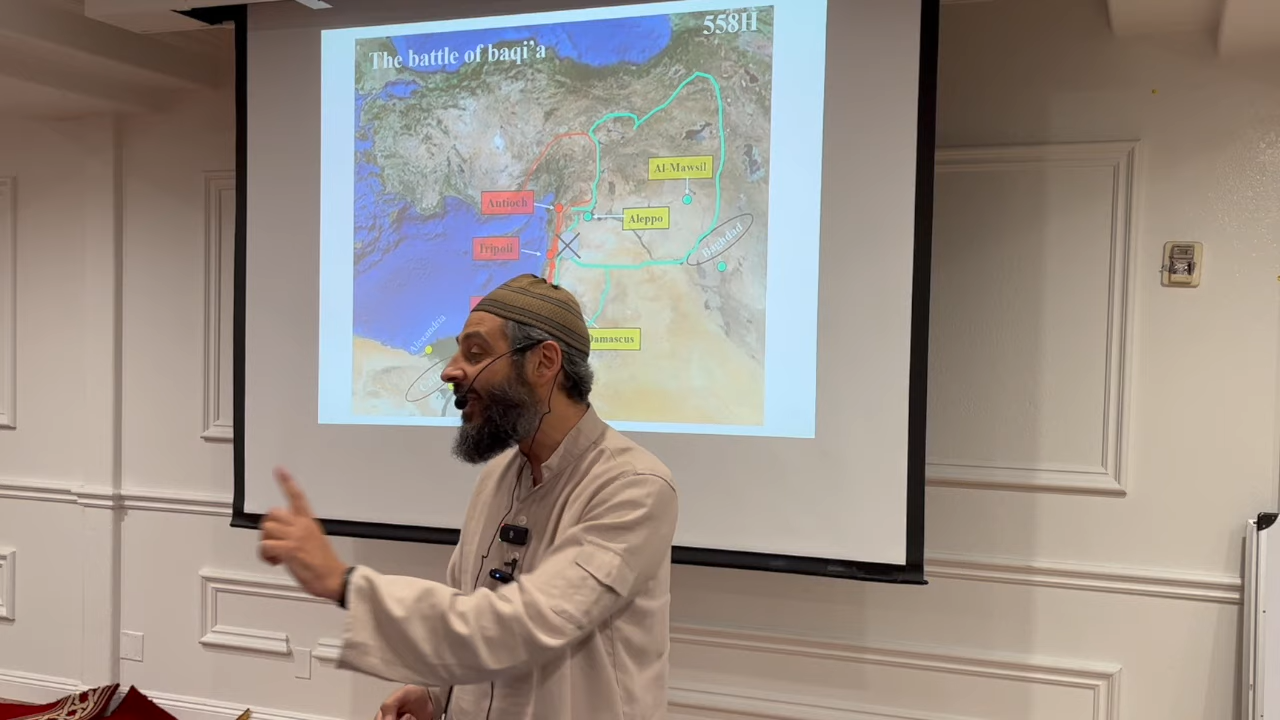 558H
The battle of baqi'a
Al-Mawsil
Antioch
Aleppo
Tripoli
Baghdad
Alexandria
Damascus